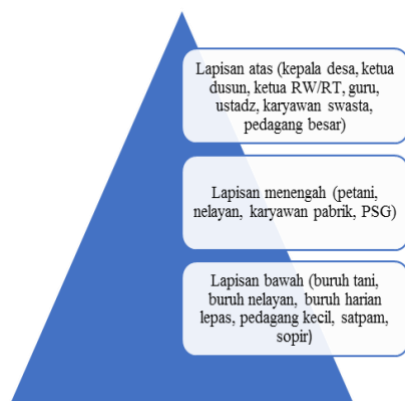 Lapisan atas (kepala desa, ketua
dusun, ketua RW/RT, guru,
ustadz, karyawan swasta,
pedagang besar)
Lapisan menengah (petani,
nelayan, karyawan pabrik, PSG)
Lapisan bawah (buruh tani,
buruh nelayan, buruh harian
lepas, pedagang kecil, satpam,
sopir)